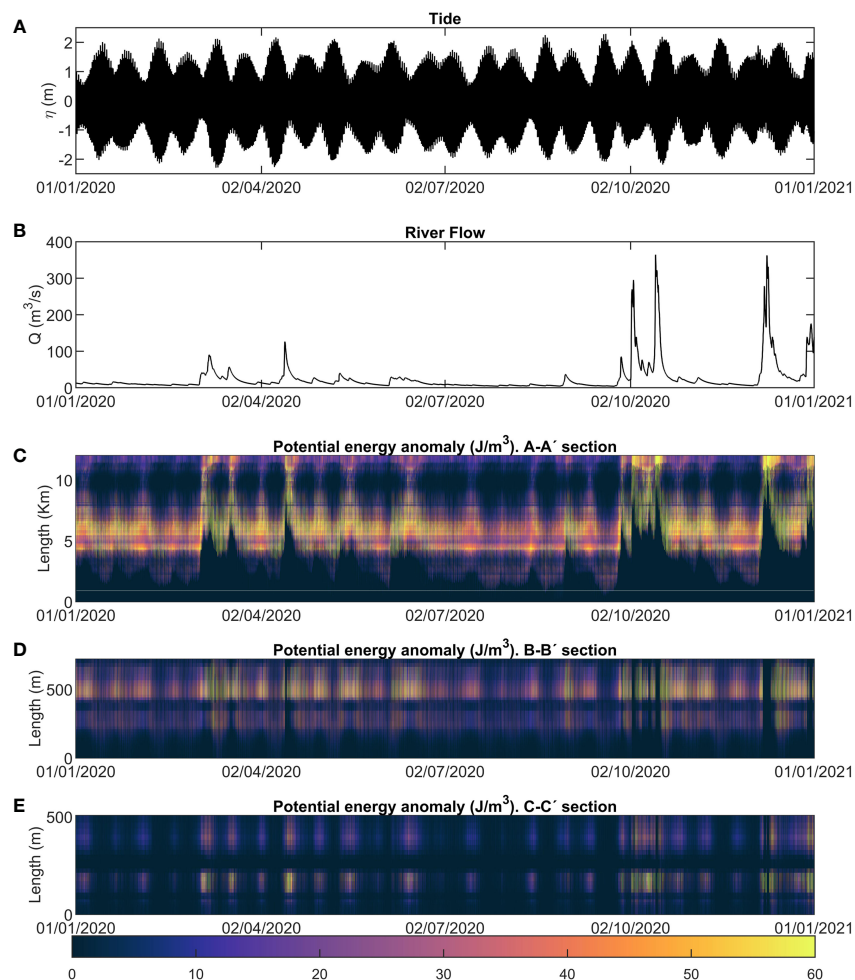 A
Tide
2
1
0
-1
-2
η (m)
01/01/2020 02/04/2020 02/07/2020 02/10/2020 01/01/2021
B
River Flow
400
300
200
100
0
Q (m³/s)
01/01/2020 02/04/2020 02/07/2020 02/10/2020 01/01/2021
C
Potential energy anomaly (J/m³). A-A´ section
10
5
0
Length (Km)
01/01/2020 02/04/2020 02/07/2020 02/10/2020 01/01/2021
D
Potential energy anomaly (J/m³). B-B´ section
500
0
Length (m)
01/01/2020 02/04/2020 02/07/2020 02/10/2020 01/01/2021
E
Potential energy anomaly (J/m³). C-C´ section
500
0
Length (m)
01/01/2020 02/04/2020 02/07/2020 02/10/2020 01/01/2021
0 10 20 30 40 50 60